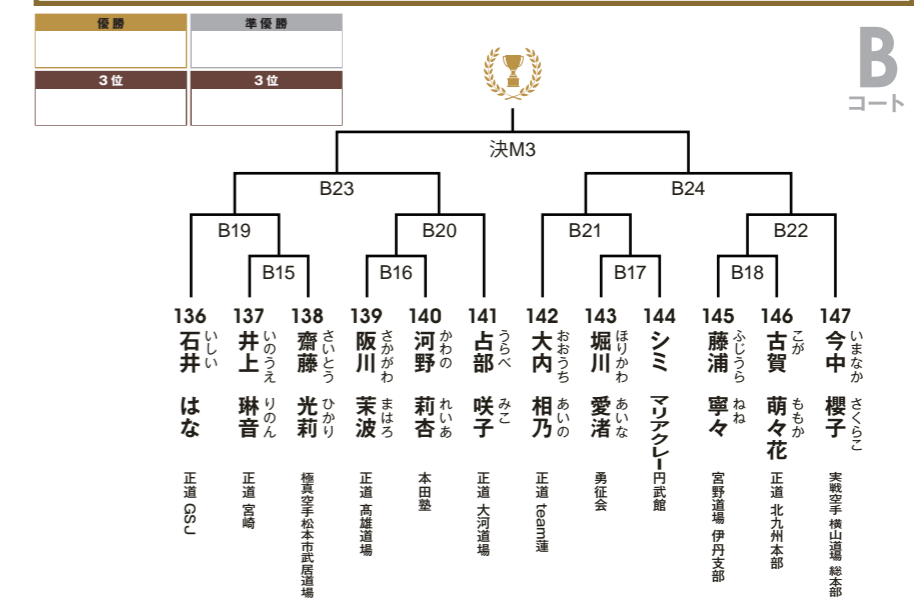 優勝
準優勝
3位
3位
B
コート
決M3
B23
B24
B19
B20
B21
B22
B15
B16
B17
B18
136
石井 はな
いしい
正道 GSJ
137
井上 琳音
いのうえ りのん
正道 宮崎
138
齋藤 光莉
さいとう ひかり
極真空手松本市武居道場
139
阪川 茉波
さかがわ まはろ
正道 髙雄道場
140
河野 莉杏
かわの れいあ
本田塾
141
占部 咲子
うらべ みこ
正道 大河道場
142
大内 相乃
おおうち あいの
正道 team蓮
143
堀川 愛渚
ほりかわ あいな
勇征会
144
シミ マリアクレー
円武館
145
藤浦 寧々
ふじうら ねね
宮野道場 伊丹支部
146
古賀 萌々花
こが ももか
正道 北九州本部
147
今中 櫻子
いまなか さくらこ
実戦空手 横山道場 総本部